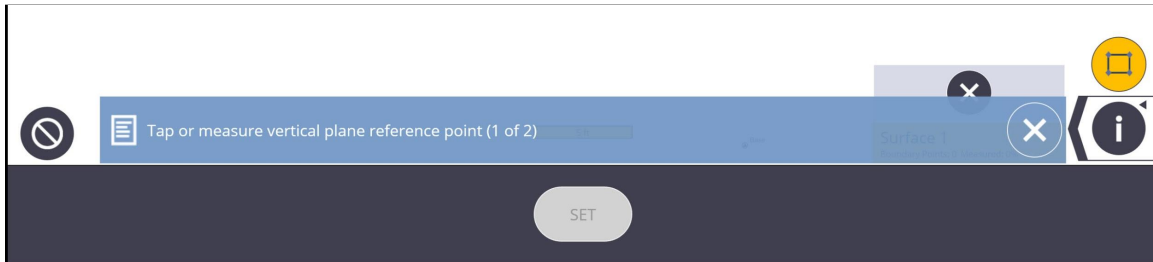 Tap or measure vertical plane reference point (1 of 2)
Surface 1
i
SET